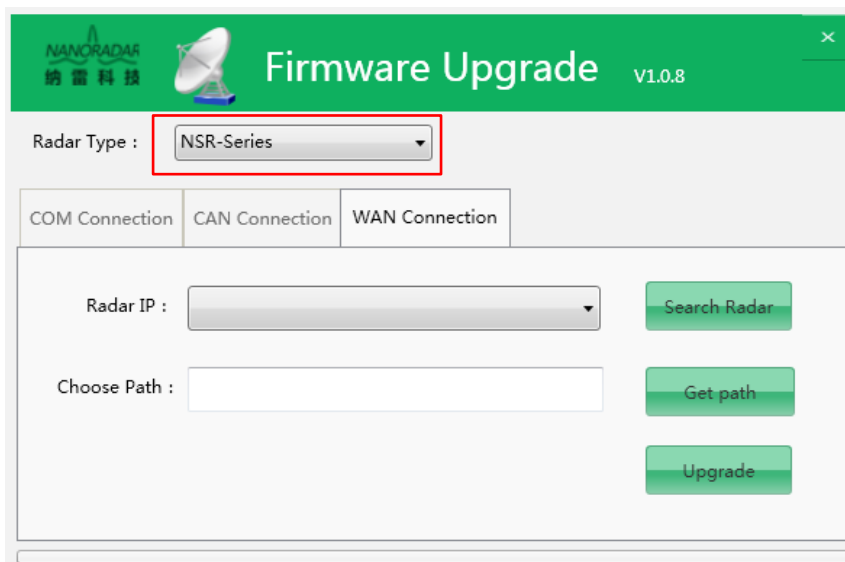 NANORADAR
纳雷科技
Firmware Upgrade V1.0.8
Radar Type : NSR-Series
COM Connection CAN Connection WAN Connection
Radar IP : Search Radar
Choose Path : Get path
Upgrade